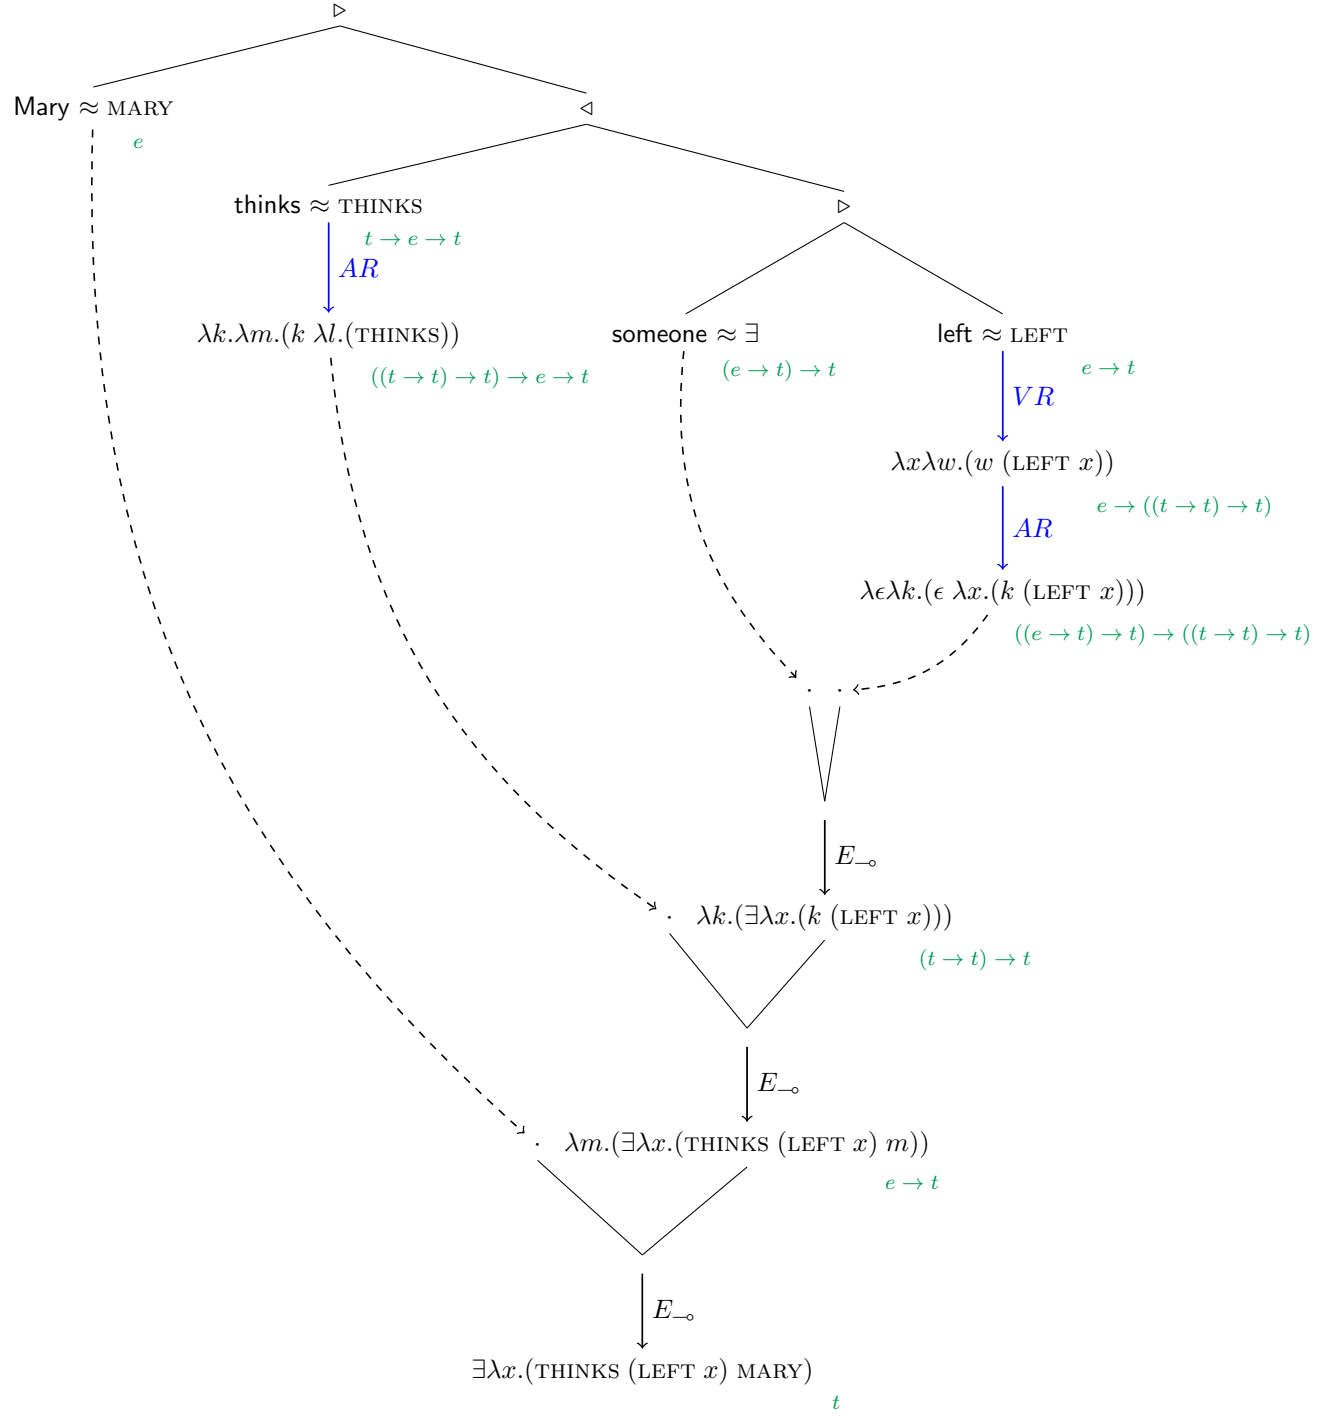 ▷
Mary ≈ MARY
e
◁
thinks ≈ THINKS
t → e → t
▷
AR
λk.λm.(k λl.(THINKS))
((t → t) → t) → e → t
someone ≈ ∃
(e → t) → t
left ≈ LEFT
e → t
VR
λxλw.(w (LEFT x))
e → ((t → t) → t)
AR
λϵλk.(ϵ λx.(k (LEFT x)))
((e → t) → t) → ((t → t) → t)
· ·
E⊸
· λk.(∃λx.(k (LEFT x)))
(t → t) → t
E⊸
· λm.(∃λx.(THINKS (LEFT x) m))
e → t
E⊸
∃λx.(THINKS (LEFT x) MARY)
t